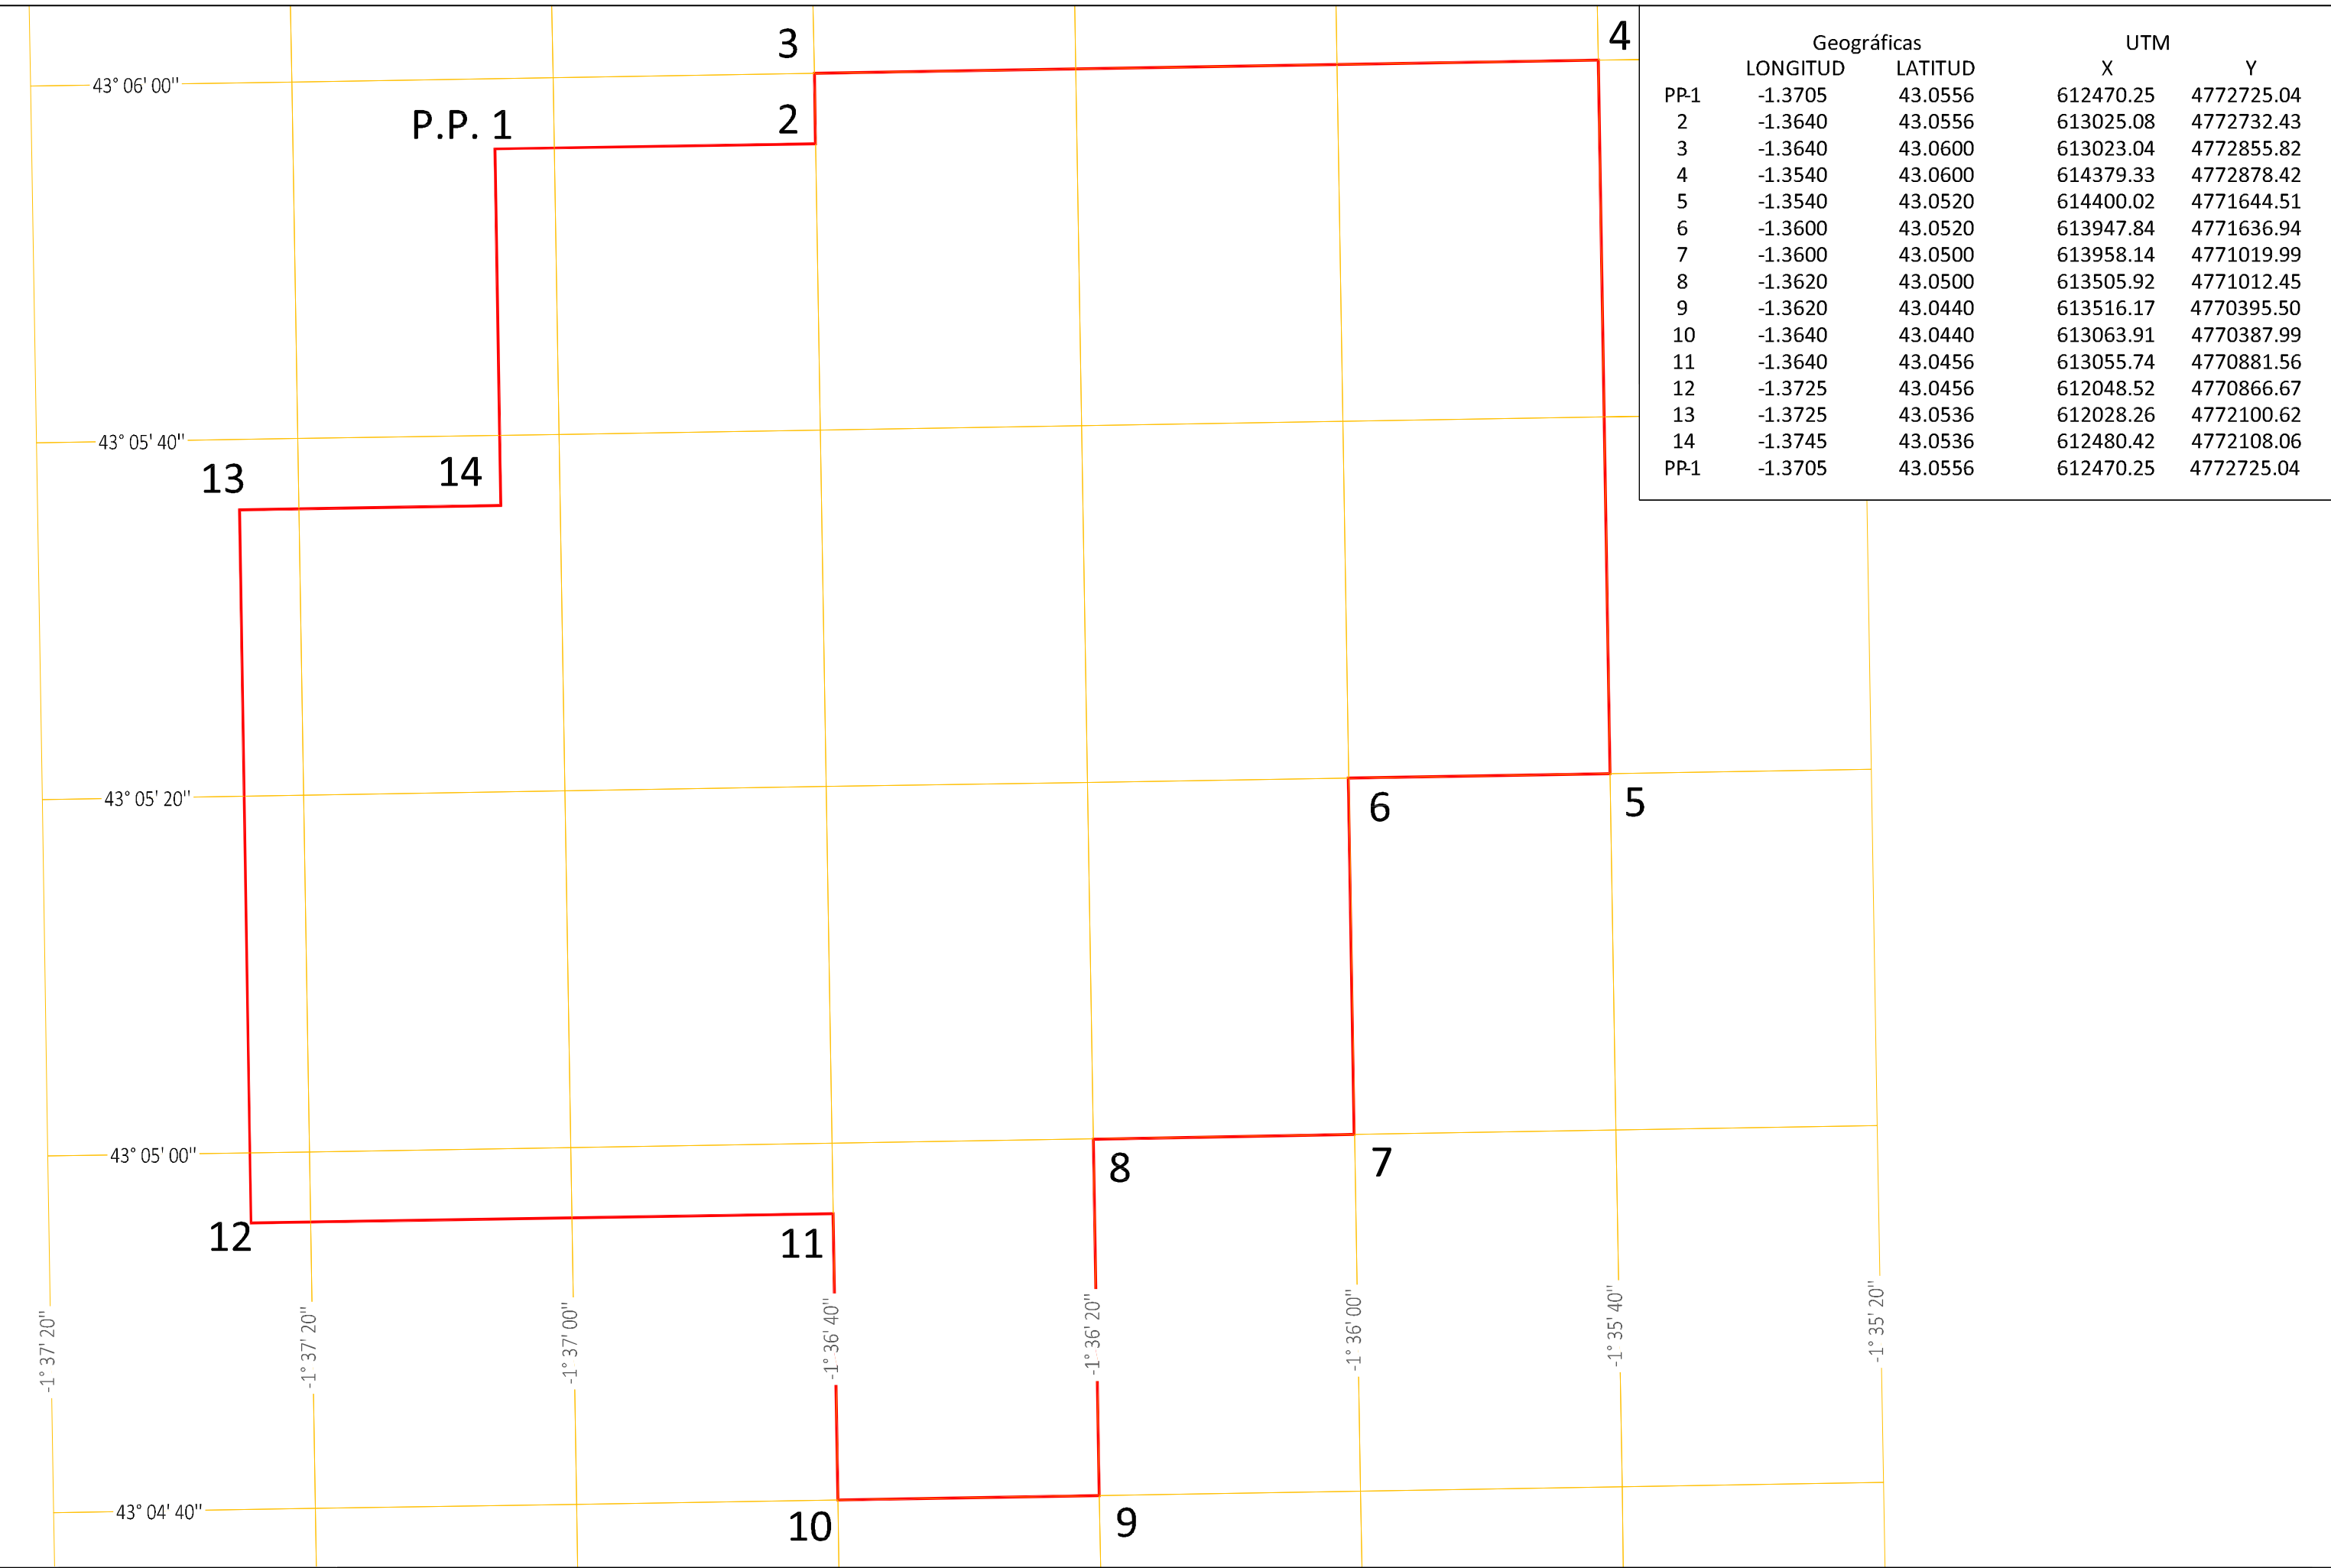 3
4
43° 06' 00"
P.P. 1
2
43° 05' 40"
13
14
43° 05' 20"
6
5
43° 05' 00"
8
7
12
11
-1° 37' 20"
-1° 37' 20"
-1° 37' 00"
-1° 36' 40"
-1° 36' 20"
-1° 36' 00"
-1° 35' 40"
-1° 35' 20"
43° 04' 40"
10
9
Geográficas UTM
LONGITUD LATITUD X Y
PP-1 -1.3705 43.0556 612470.25 4772725.04
2 -1.3640 43.0556 613025.08 4772732.43
3 -1.3640 43.0600 613023.04 4772855.82
4 -1.3540 43.0600 614379.33 4772878.42
5 -1.3540 43.0520 614400.02 4771644.51
6 -1.3600 43.0520 613947.84 4771636.94
7 -1.3600 43.0500 613958.14 4771019.99
8 -1.3620 43.0500 613505.92 4771012.45
9 -1.3620 43.0440 613516.17 4770395.50
10 -1.3640 43.0440 613063.91 4770387.99
11 -1.3640 43.0456 613055.74 4770881.56
12 -1.3725 43.0456 612048.52 4770866.67
13 -1.3725 43.0536 612028.26 4772100.62
14 -1.3745 43.0536 612480.42 4772108.06
PP-1 -1.3705 43.0556 612470.25 4772725.04